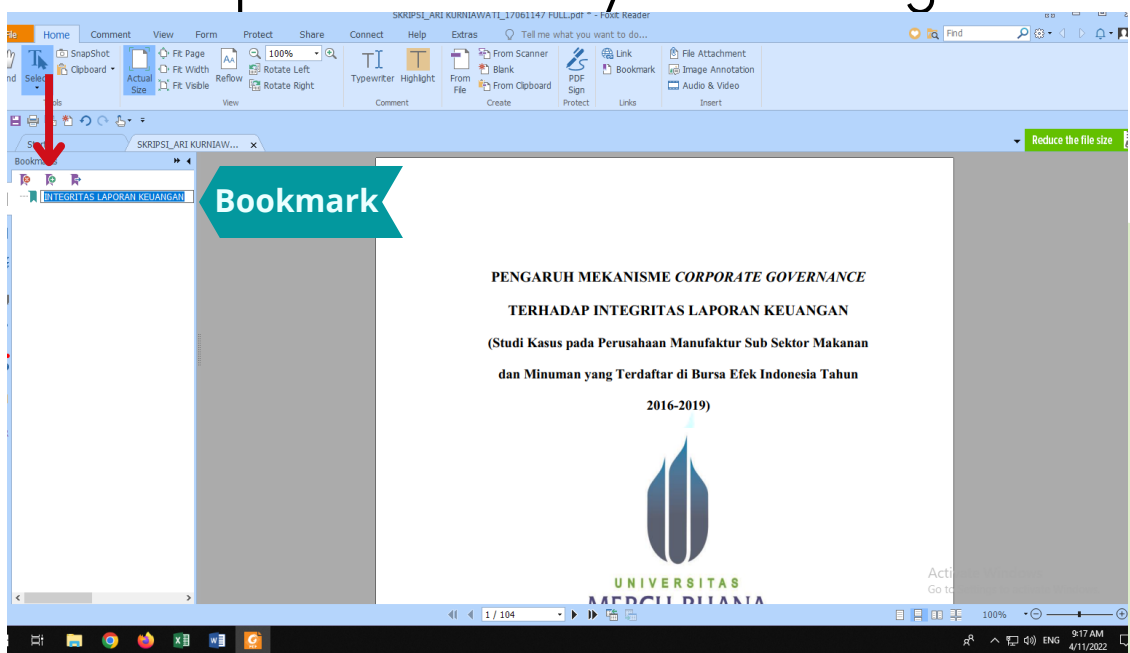 SKRIPSI_ARI KURNIAWATI_17061147 FULL.pdf * - Foxit Reader
File Home Comment View Form Protect Share Connect Help Extras Tell me what you want to do... Find
SnapShot
Clipboard
Select
Actual Size
Fit Page
Fit Width
Fit Visible
Reflow
100%
Rotate Left
Rotate Right
View
Typewriter Highlight
Comment
From File
From Scanner
Blank
From Clipboard
Create
PDF Sign
Protect
Link
Bookmark
Links
File Attachment
Image Annotation
Audio & Video
Insert
SKRIPSI_ARI KURNIAW... x
Reduce the file size
INTEGRITAS LAPORAN KEUANGAN
Bookmark
PENGARUH MEKANISME CORPORATE GOVERNANCE
TERHADAP INTEGRITAS LAPORAN KEUANGAN
(Studi Kasus pada Perusahaan Manufaktur Sub Sektor Makanan
dan Minuman yang Terdaftar di Bursa Efek Indonesia Tahun
2016-2019)
UNIVERSITAS
MERCU BUANA
1 / 104
100%
ENG
9:17 AM
4/11/2022